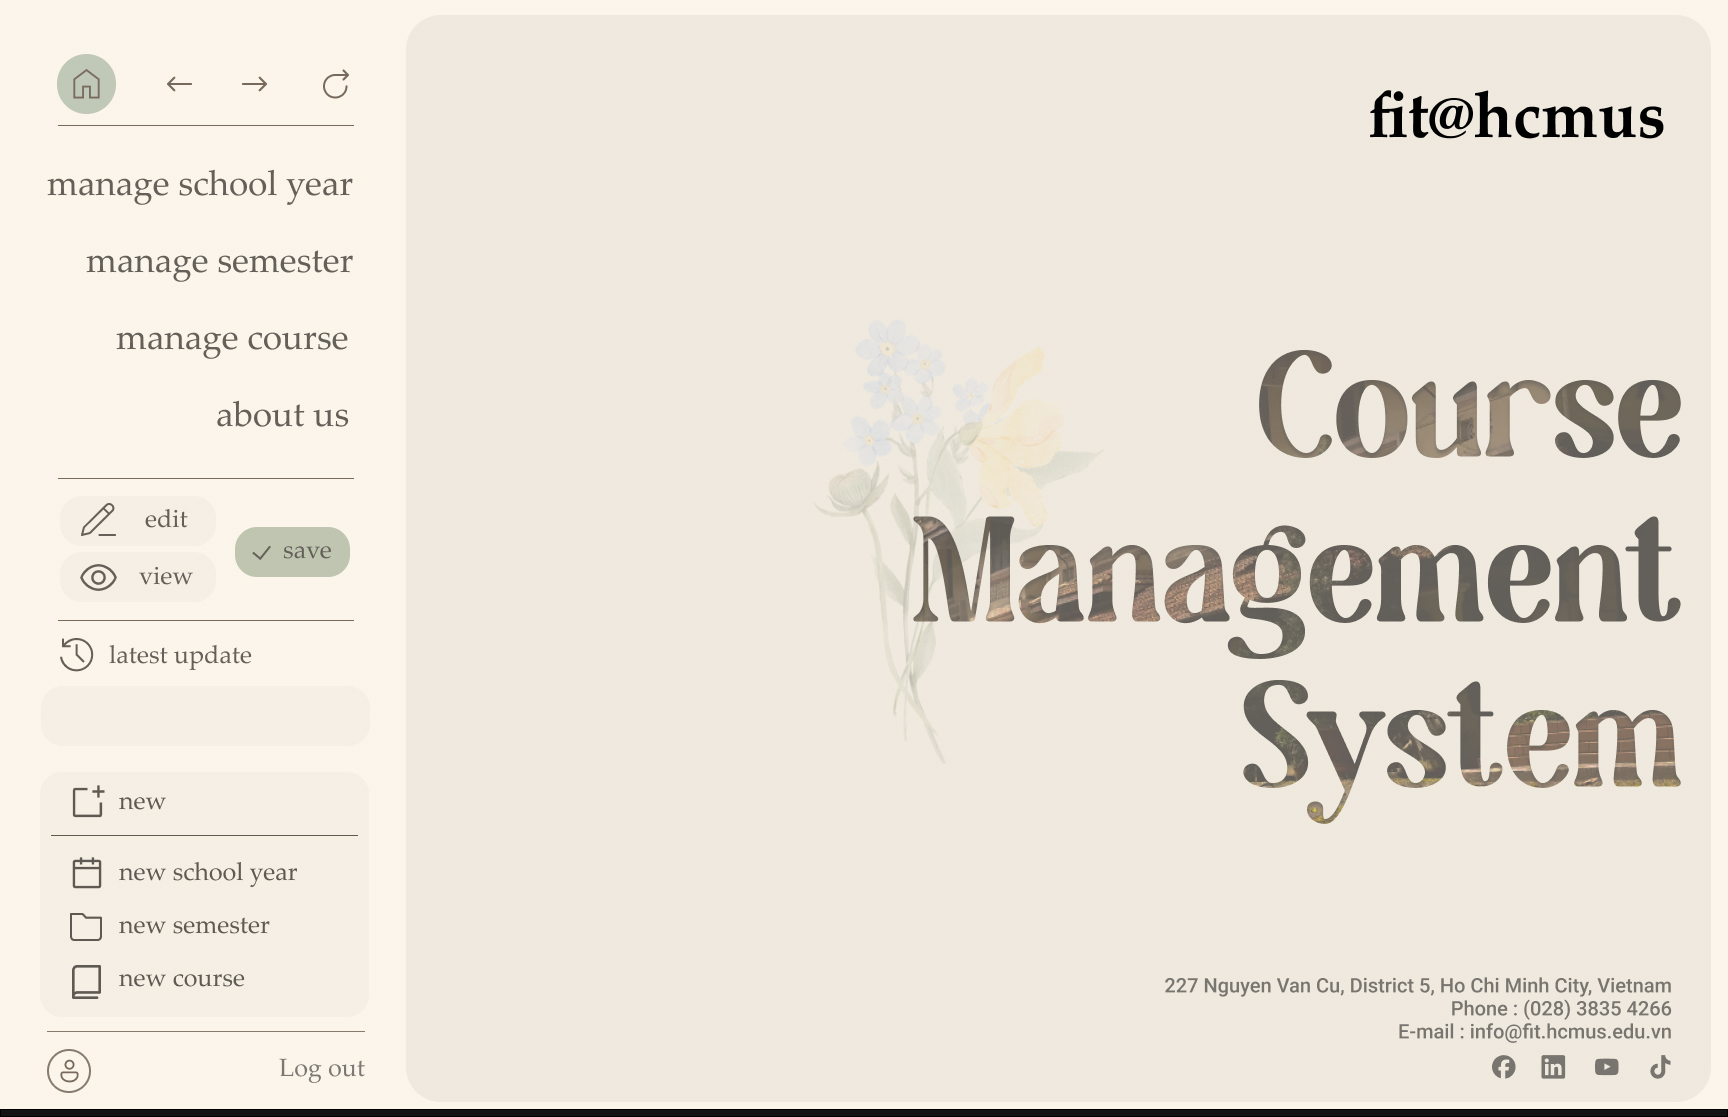 manage school year
manage semester
manage course
about us
edit
view
save
latest update
new
new school year
new semester
new course
Log out
fit@hcmus
Course
Management
System
227 Nguyen Van Cu, District 5, Ho Chi Minh City, Vietnam
Phone : (028) 3835 4266
E-mail : info@fit.hcmus.edu.vn